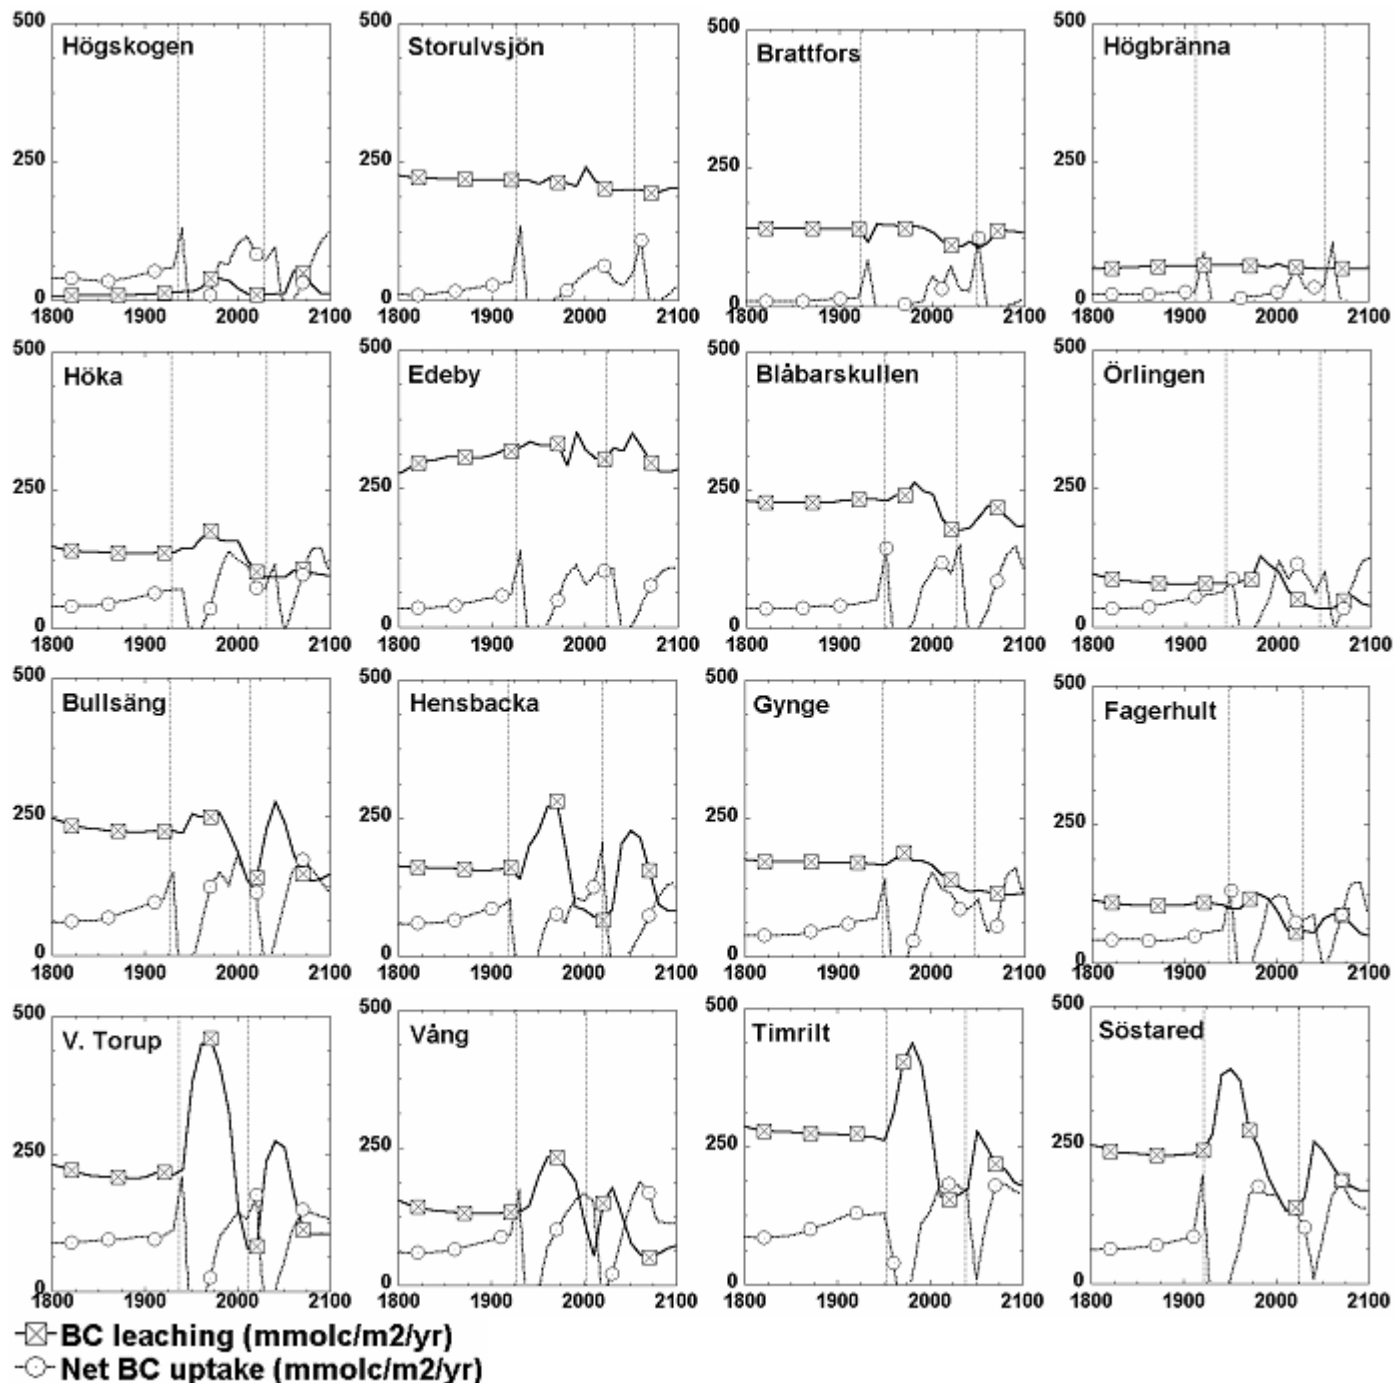 500 500 500 500
Högskogen Storulvsjön Brattfors Högbränna
250 250 250 250
0 0 0 0
1800 1900 2000 2100 1800 1900 2000 2100 1800 1900 2000 2100 1800 1900 2000 2100
500 500 500 500
Höka Edeby Blåbarskullen Örlingen
250 250 250 250
0 0 0 0
1800 1900 2000 2100 1800 1900 2000 2100 1800 1900 2000 2100 1800 1900 2000 2100
500 500 500 500
Bullsäng Hensbacka Gynge Fagerhult
250 250 250 250
0 0 0 0
1800 1900 2000 2100 1800 1900 2000 2100 1800 1900 2000 2100 1800 1900 2000 2100
500 500 500 500
V. Torup Vång Timrilt Söstared
250 250 250 250
0 0 0 0
1800 1900 2000 2100 1800 1900 2000 2100 1800 1900 2000 2100 1800 1900 2000 2100
BC leaching (mmolc/m2/yr)
Net BC uptake (mmolc/m2/yr)